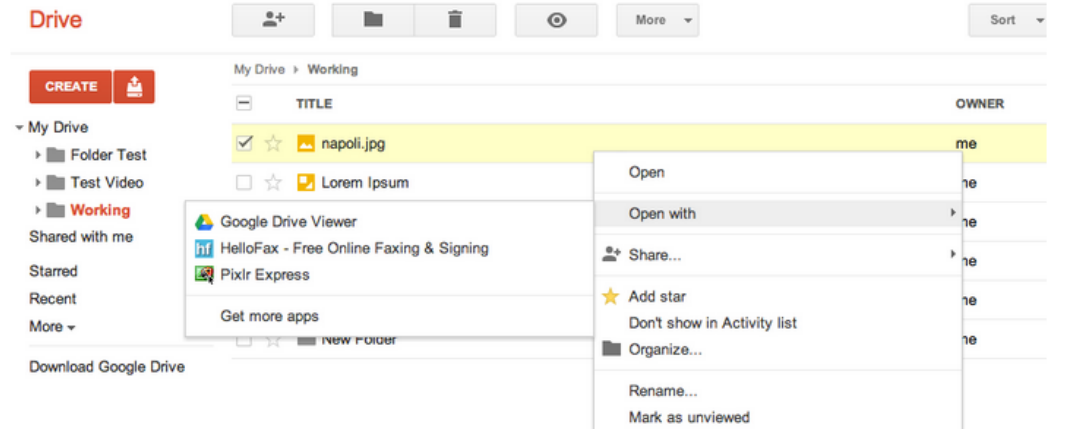 Drive
More
Sort
My Drive Working
CREATE
TITLE
OWNER
My Drive
napoli.jpg
me
Folder Test
Open
Test Video
Lorem Ipsum
Working
Google Drive Viewer
Open with
Shared with me
HelloFax - Free Online Faxing & Signing
hf
Share...
Starred
Pixlr Express
Recent
Add star
Get more apps
More
Don't show in Activity list
New Folder
Organize...
Download Google Drive
Rename...
Mark as unviewed